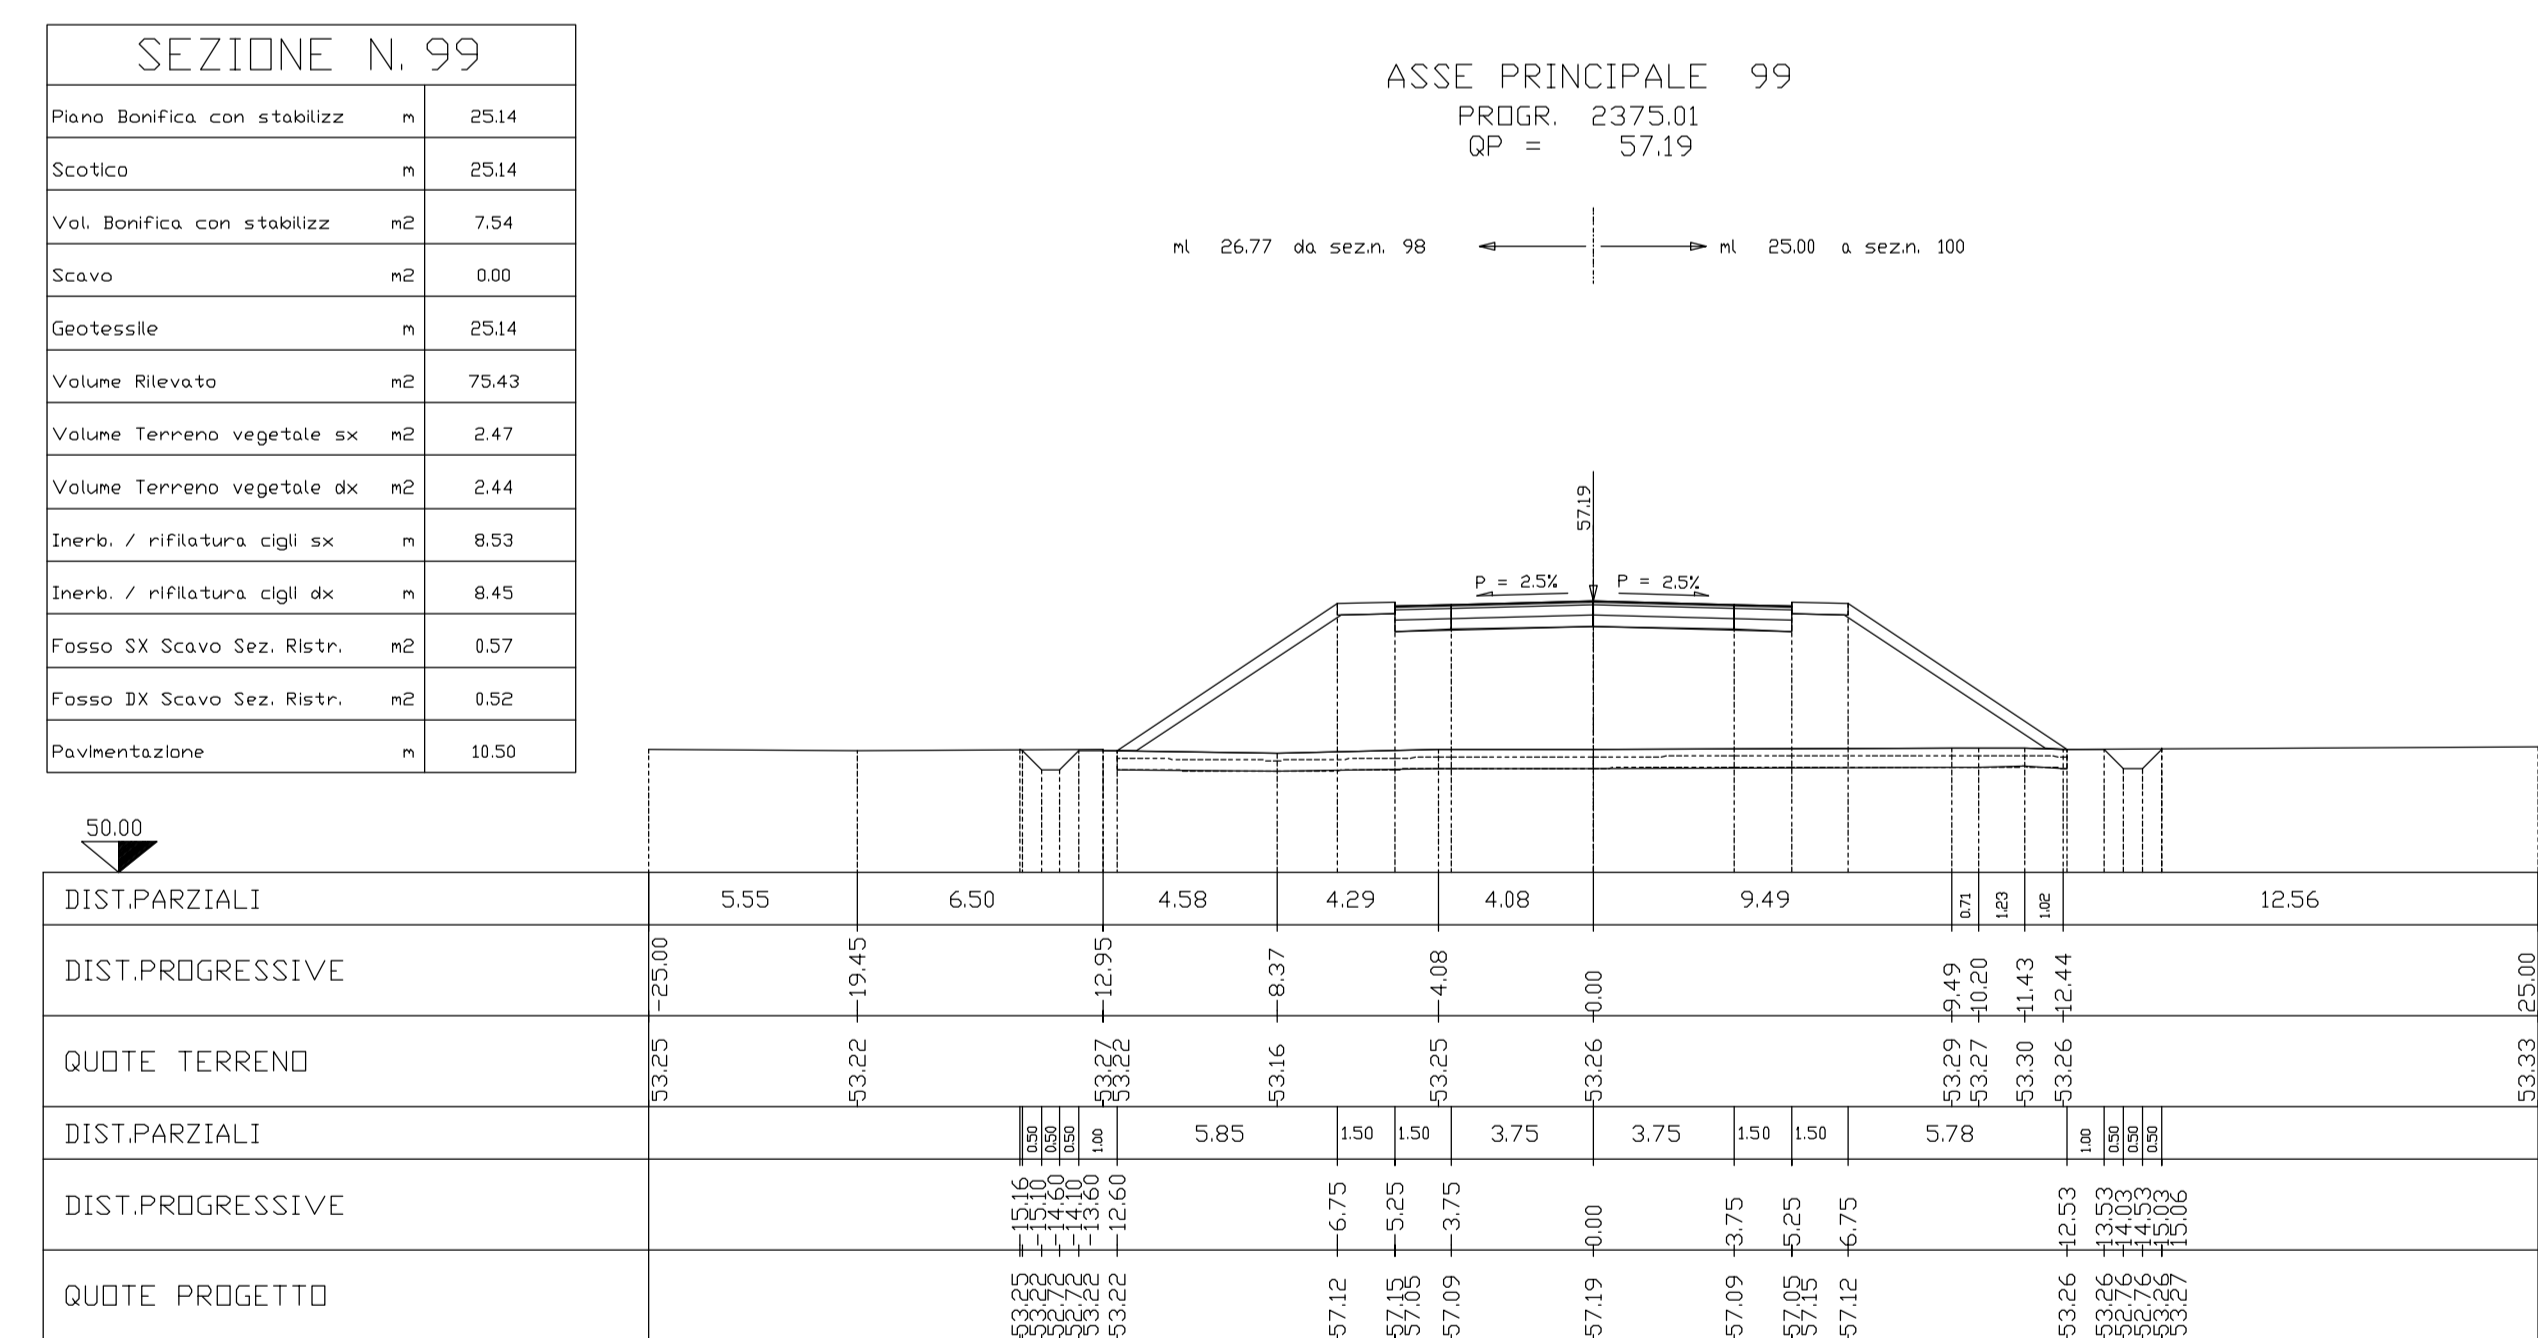 SEZIONE N. 99
Piano Bonifica con stabilizz m 25.14
Scotico m 25.14
Vol. Bonifica con stabilizz m2 7.54
Scavo m2 0.00
Geotessile m 25.14
Volume Rilevato m2 75.43
Volume Terreno vegetale sx m2 2.47
Volume Terreno vegetale dx m2 2.44
Inerb. / rifilatura cigli sx m 8.53
Inerb. / rifilatura cigli dx m 8.45
Fosso SX Scavo Sez. Ristr. m2 0.57
Fosso DX Scavo Sez. Ristr. m2 0.52
Pavimentazione m 10.50
ASSE PRINCIPALE 99
PROGR. 2375.01
QP = 57.19
ml 26.77 da sez.n. 98 ml 25.00 a sez.n. 100
57.19
P = 2.5% P = 2.5%
50.00
DIST.PARZIALI 5.55 6.50 4.58 4.29 4.08 9.49 0.71 1.23 1.02 12.56
DIST.PROGRESSIVE -25.00 -19.45 -12.95 -8.37 -4.08 0.00 9.49 10.20 11.43 12.44 25.00
QUOTE TERRENO 53.25 53.22 53.27 53.22 53.16 53.25 53.26 53.29 53.27 53.30 53.26 53.33
DIST.PARZIALI 0.50 0.50 0.50 1.00 5.85 1.50 1.50 3.75 3.75 1.50 1.50 5.78 1.00 0.50 0.50 0.50
DIST.PROGRESSIVE -15.16 -15.10 -14.60 -14.10 -13.60 -12.60 -6.75 -5.25 -3.75 0.00 3.75 5.25 6.75 12.53 13.53 14.03 14.53 15.03 15.06
QUOTE PROGETTO 53.25 53.22 52.72 52.72 53.22 53.22 57.12 57.15 57.05 57.09 57.19 57.09 57.05 57.15 57.12 53.26 53.26 52.76 52.76 53.26 53.27